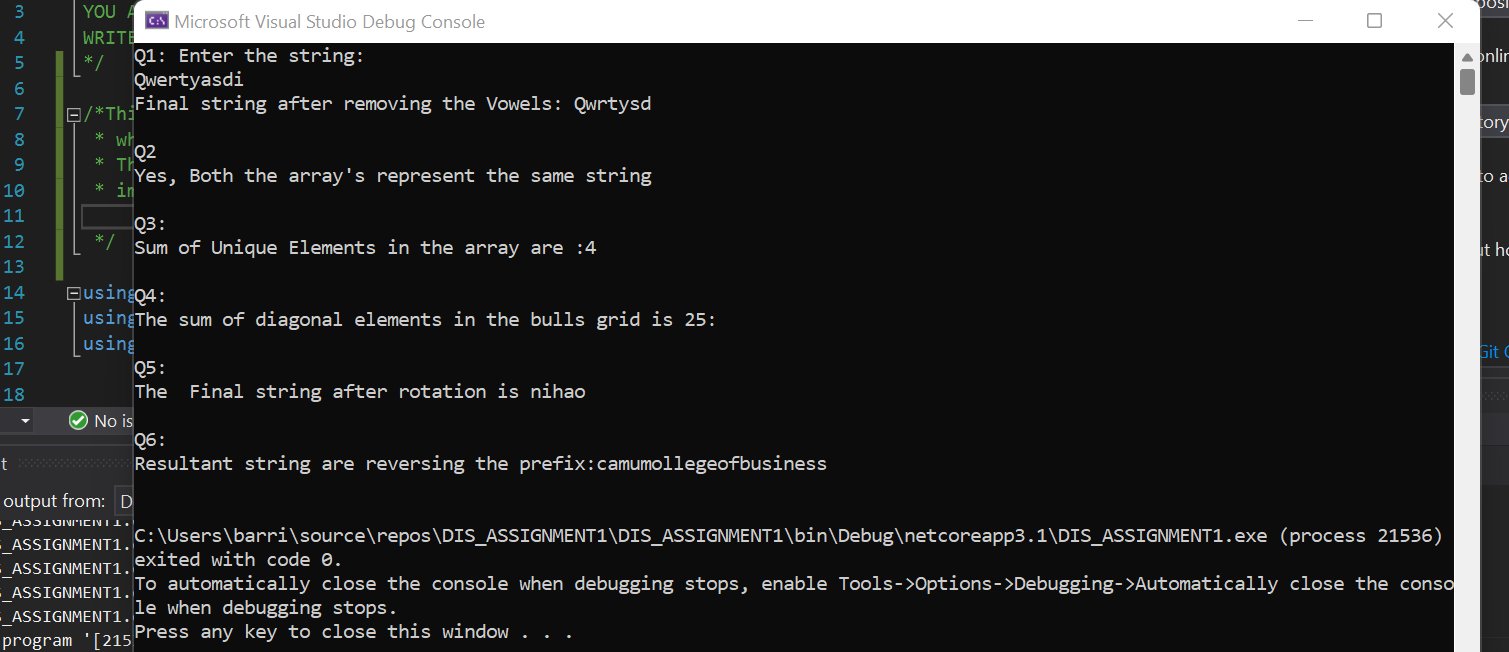 Microsoft Visual Studio Debug Console
Q1: Enter the string:
Qwertyasdi
Final string after removing the Vowels: Qwrtysd
Q2
Yes, Both the array's represent the same string
Q3:
Sum of Unique Elements in the array are :4
Q4:
The sum of diagonal elements in the bulls grid is 25:
Q5:
The  Final string after rotation is nihao
Q6:
Resultant string are reversing the prefix:camumollegeofbusiness
C:\Users\barri\source\repos\DIS_ASSIGNMENT1\DIS_ASSIGNMENT1\bin\Debug\netcoreapp3.1\DIS_ASSIGNMENT1.exe (process 21536)
exited with code 0.
To automatically close the console when debugging stops, enable Tools->Options->Debugging->Automatically close the conso
le when debugging stops.
Press any key to close this window . . .
3 YOU A
4 WRITE
5 */
6
7 /*Thi
8 * wh
9 * Th
10 * im
11
12 */
13
14 using
15 using
16 using
17
18
No is
t
output from: D
S_ASSIGNMENT1.
S_ASSIGNMENT1.
S_ASSIGNMENT1.
S_ASSIGNMENT1.
S_ASSIGNMENT1.
program '[215
onlin
tory
to a
ut ho
Git